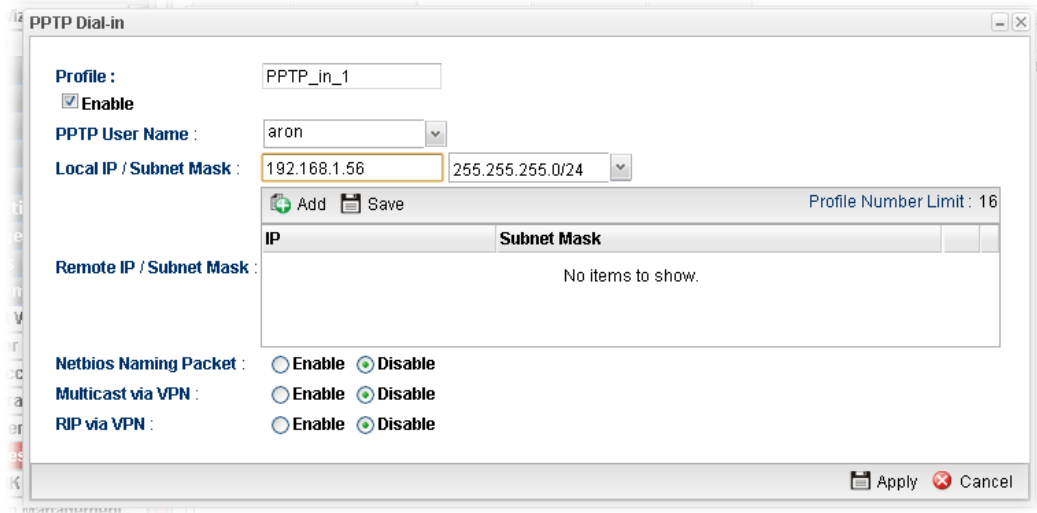 PPTP Dial-in
Profile : PPTP_in_1
Enable
PPTP User Name : aron
Local IP / Subnet Mask : 192.168.1.56 255.255.255.0/24
Add Save Profile Number Limit : 16
IP Subnet Mask
Remote IP / Subnet Mask : No items to show.
Netbios Naming Packet : Enable Disable
Multicast via VPN : Enable Disable
RIP via VPN : Enable Disable
Apply Cancel